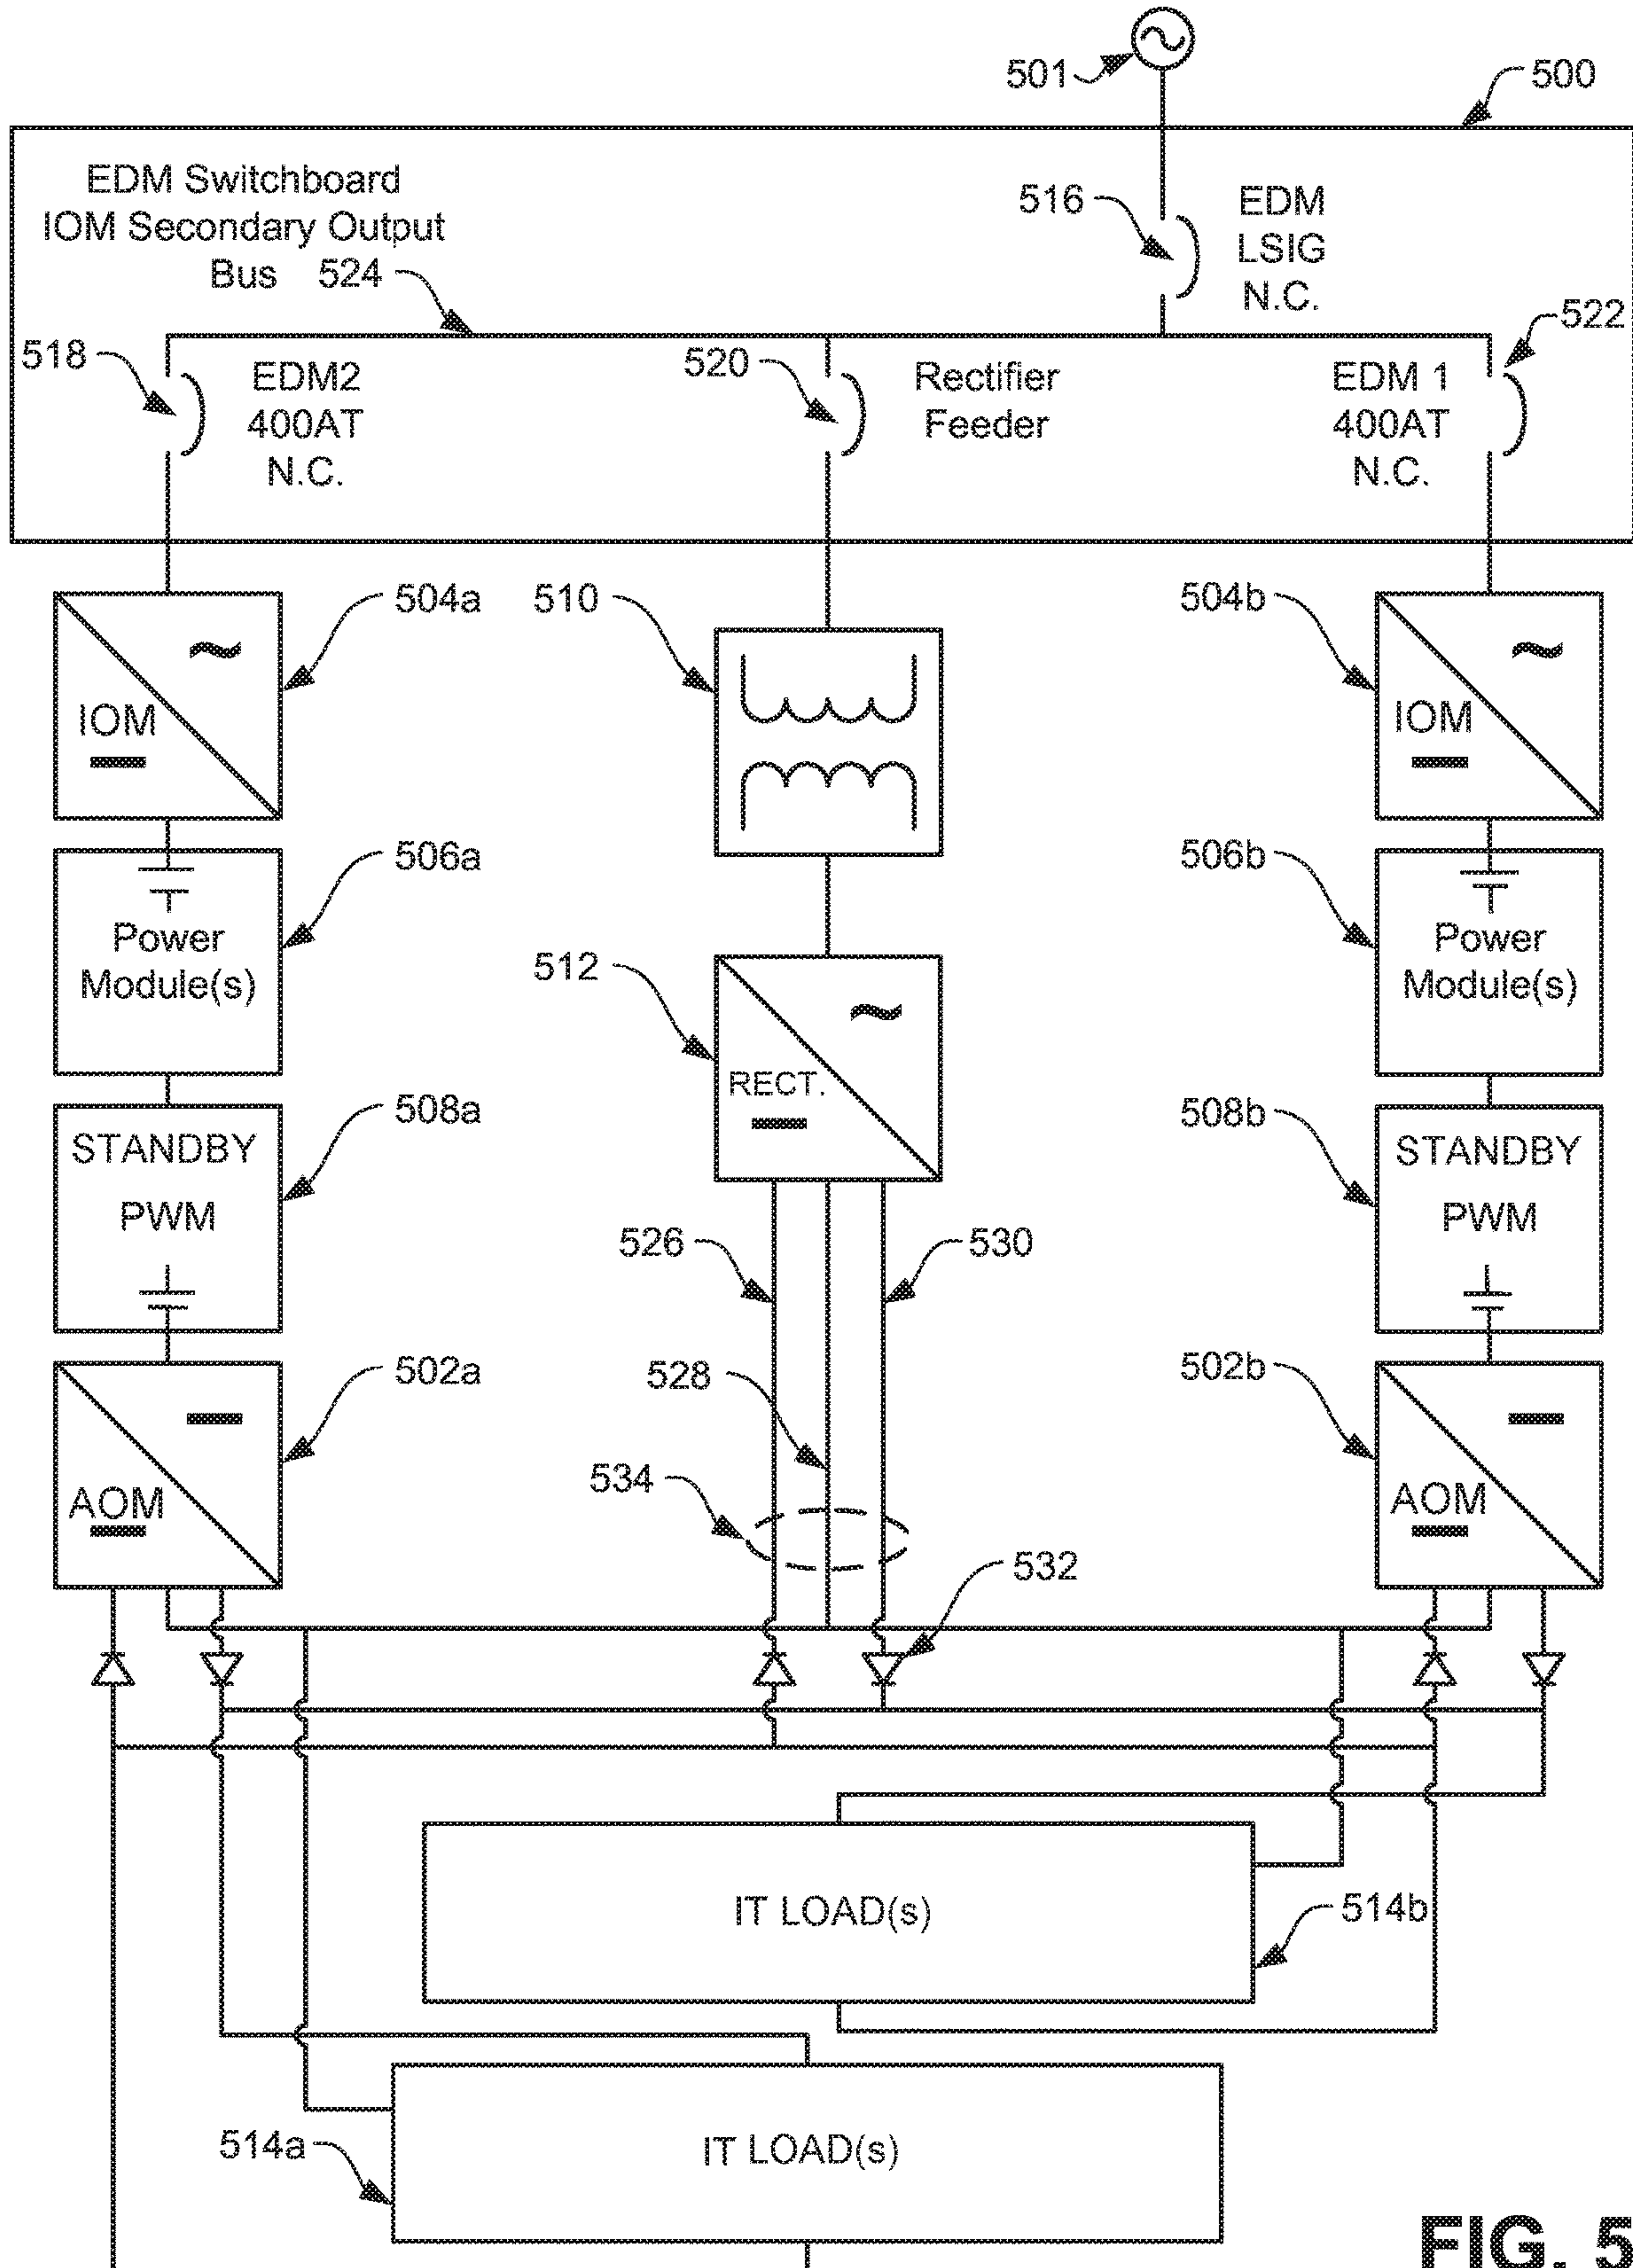 501
500
EDM Switchboard
IOM Secondary Output
Bus 524
516
EDM
LSIG
N.C.
522
518
EDM2
400AT
N.C.
520
Rectifier
Feeder
EDM 1
400AT
N.C.
504a
510
504b
IOM
IOM
506a
506b
Power
Module(s)
Power
Module(s)
512
RECT.
508a
508b
STANDBY
PWM
STANDBY
PWM
526
530
502a
528
502b
534
AOM
AOM
532
IT LOAD(s)
514b
IT LOAD(s)
514a
FIG. 5